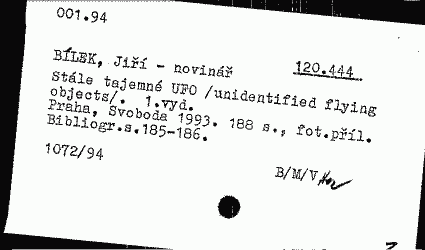 001.94
BÍLEK, Jiří - novinář
120.444
Stále tajemné UFO /unidentified flying
objects/. 1.vyd.
Praha, Svoboda 1993. 188 s., fot.příl.
Bibliogr.s.185-186.
1072/94
B/M/V